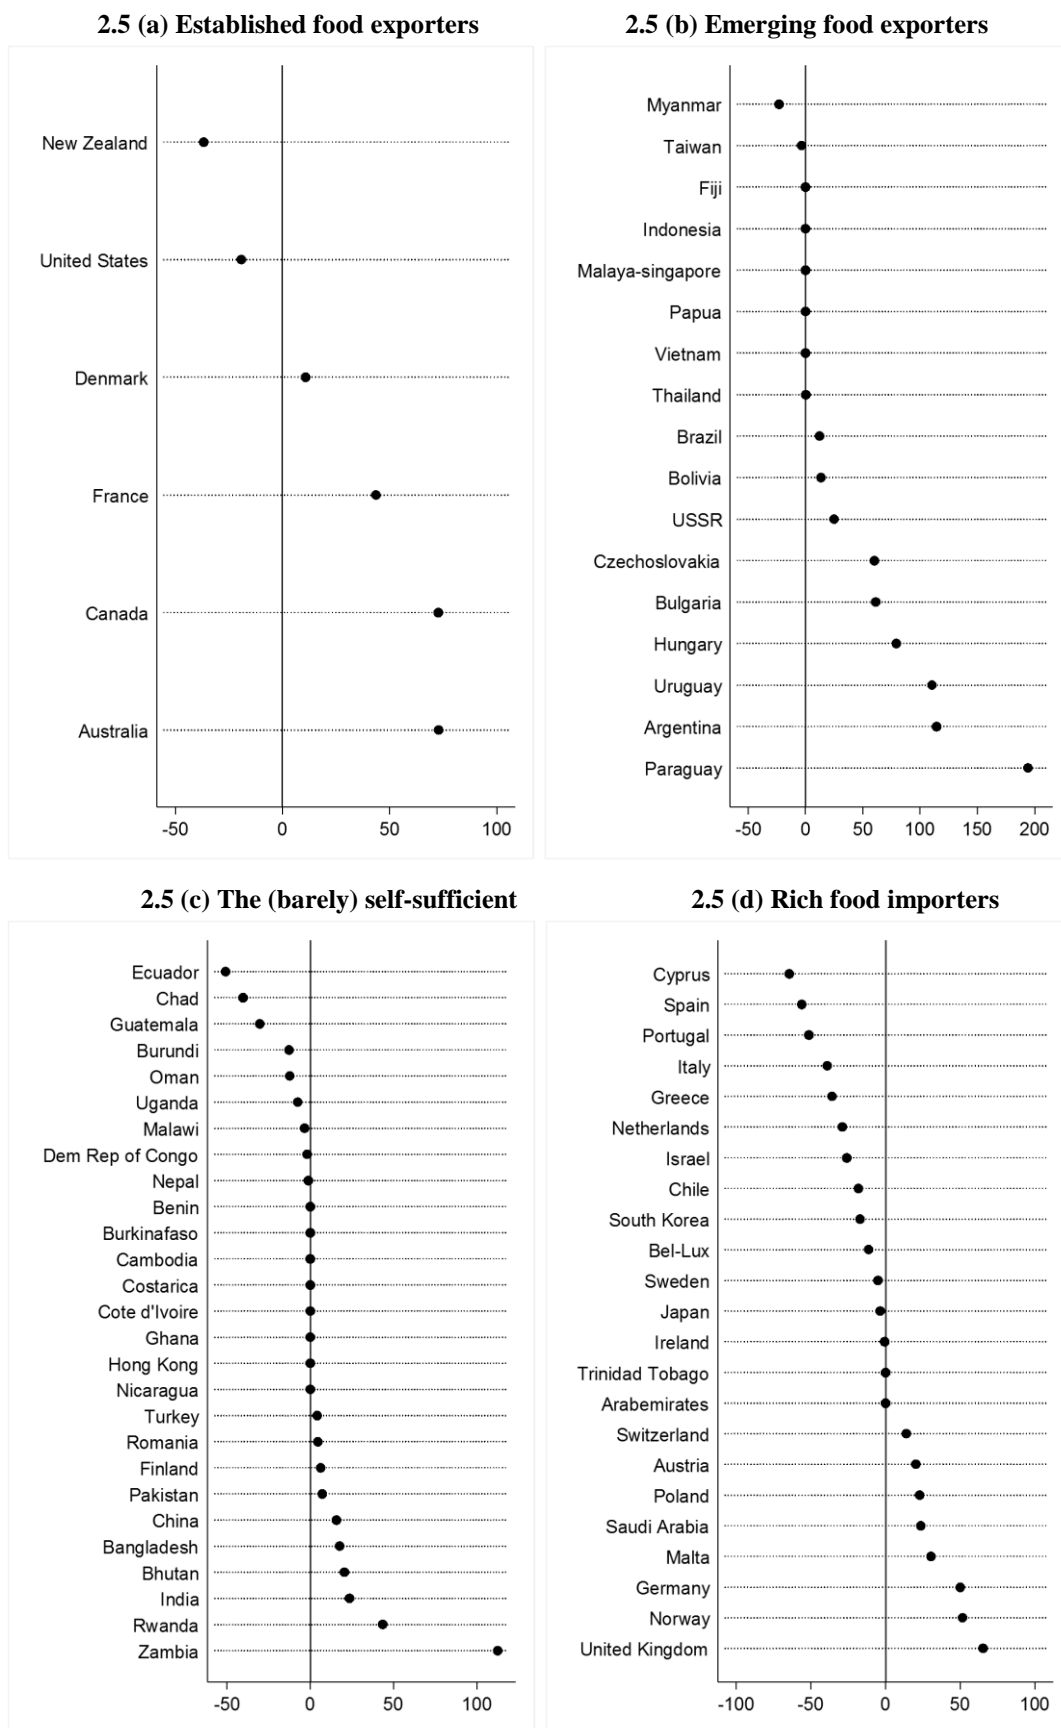 2.5 (a) Established food exporters
New Zealand
United States
Denmark
France
Canada
Australia
-50 0 50 100
2.5 (b) Emerging food exporters
Myanmar
Taiwan
Fiji
Indonesia
Malaya-singapore
Papua
Vietnam
Thailand
Brazil
Bolivia
USSR
Czechoslovakia
Bulgaria
Hungary
Uruguay
Argentina
Paraguay
-50 0 50 100 150 200
2.5 (c) The (barely) self-sufficient
Ecuador
Chad
Guatemala
Burundi
Oman
Uganda
Malawi
Dem Rep of Congo
Nepal
Benin
Burkinafaso
Cambodia
Costarica
Cote d'Ivoire
Ghana
Hong Kong
Nicaragua
Turkey
Romania
Finland
Pakistan
China
Bangladesh
Bhutan
India
Rwanda
Zambia
-50 0 50 100
2.5 (d) Rich food importers
Cyprus
Spain
Portugal
Italy
Greece
Netherlands
Israel
Chile
South Korea
Bel-Lux
Sweden
Japan
Ireland
Trinidad Tobago
Arabemirates
Switzerland
Austria
Poland
Saudi Arabia
Malta
Germany
Norway
United Kingdom
-100 -50 0 50 100